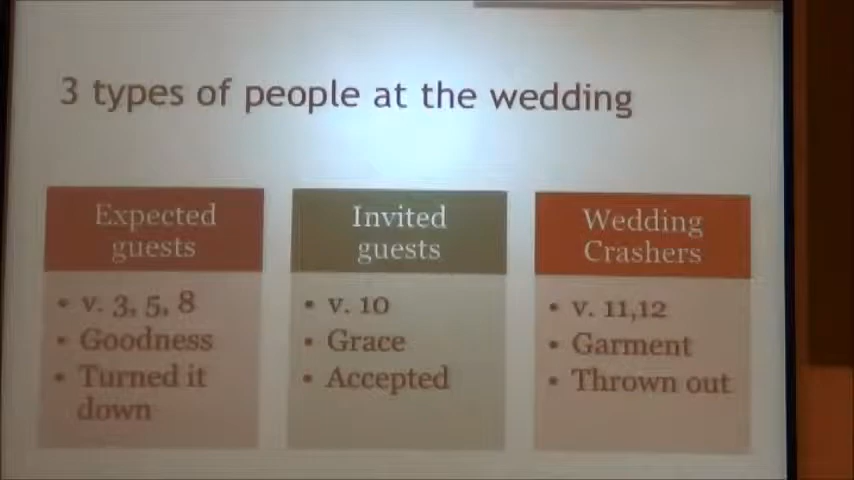 3 types of people at the wedding
Expected
guests
• v. 3, 5, 8
• Goodness
• Turned it
down
Invited
guests
• v. 10
• Grace
• Accepted
Wedding
Crashers
• v. 11,12
• Garment
• Thrown out